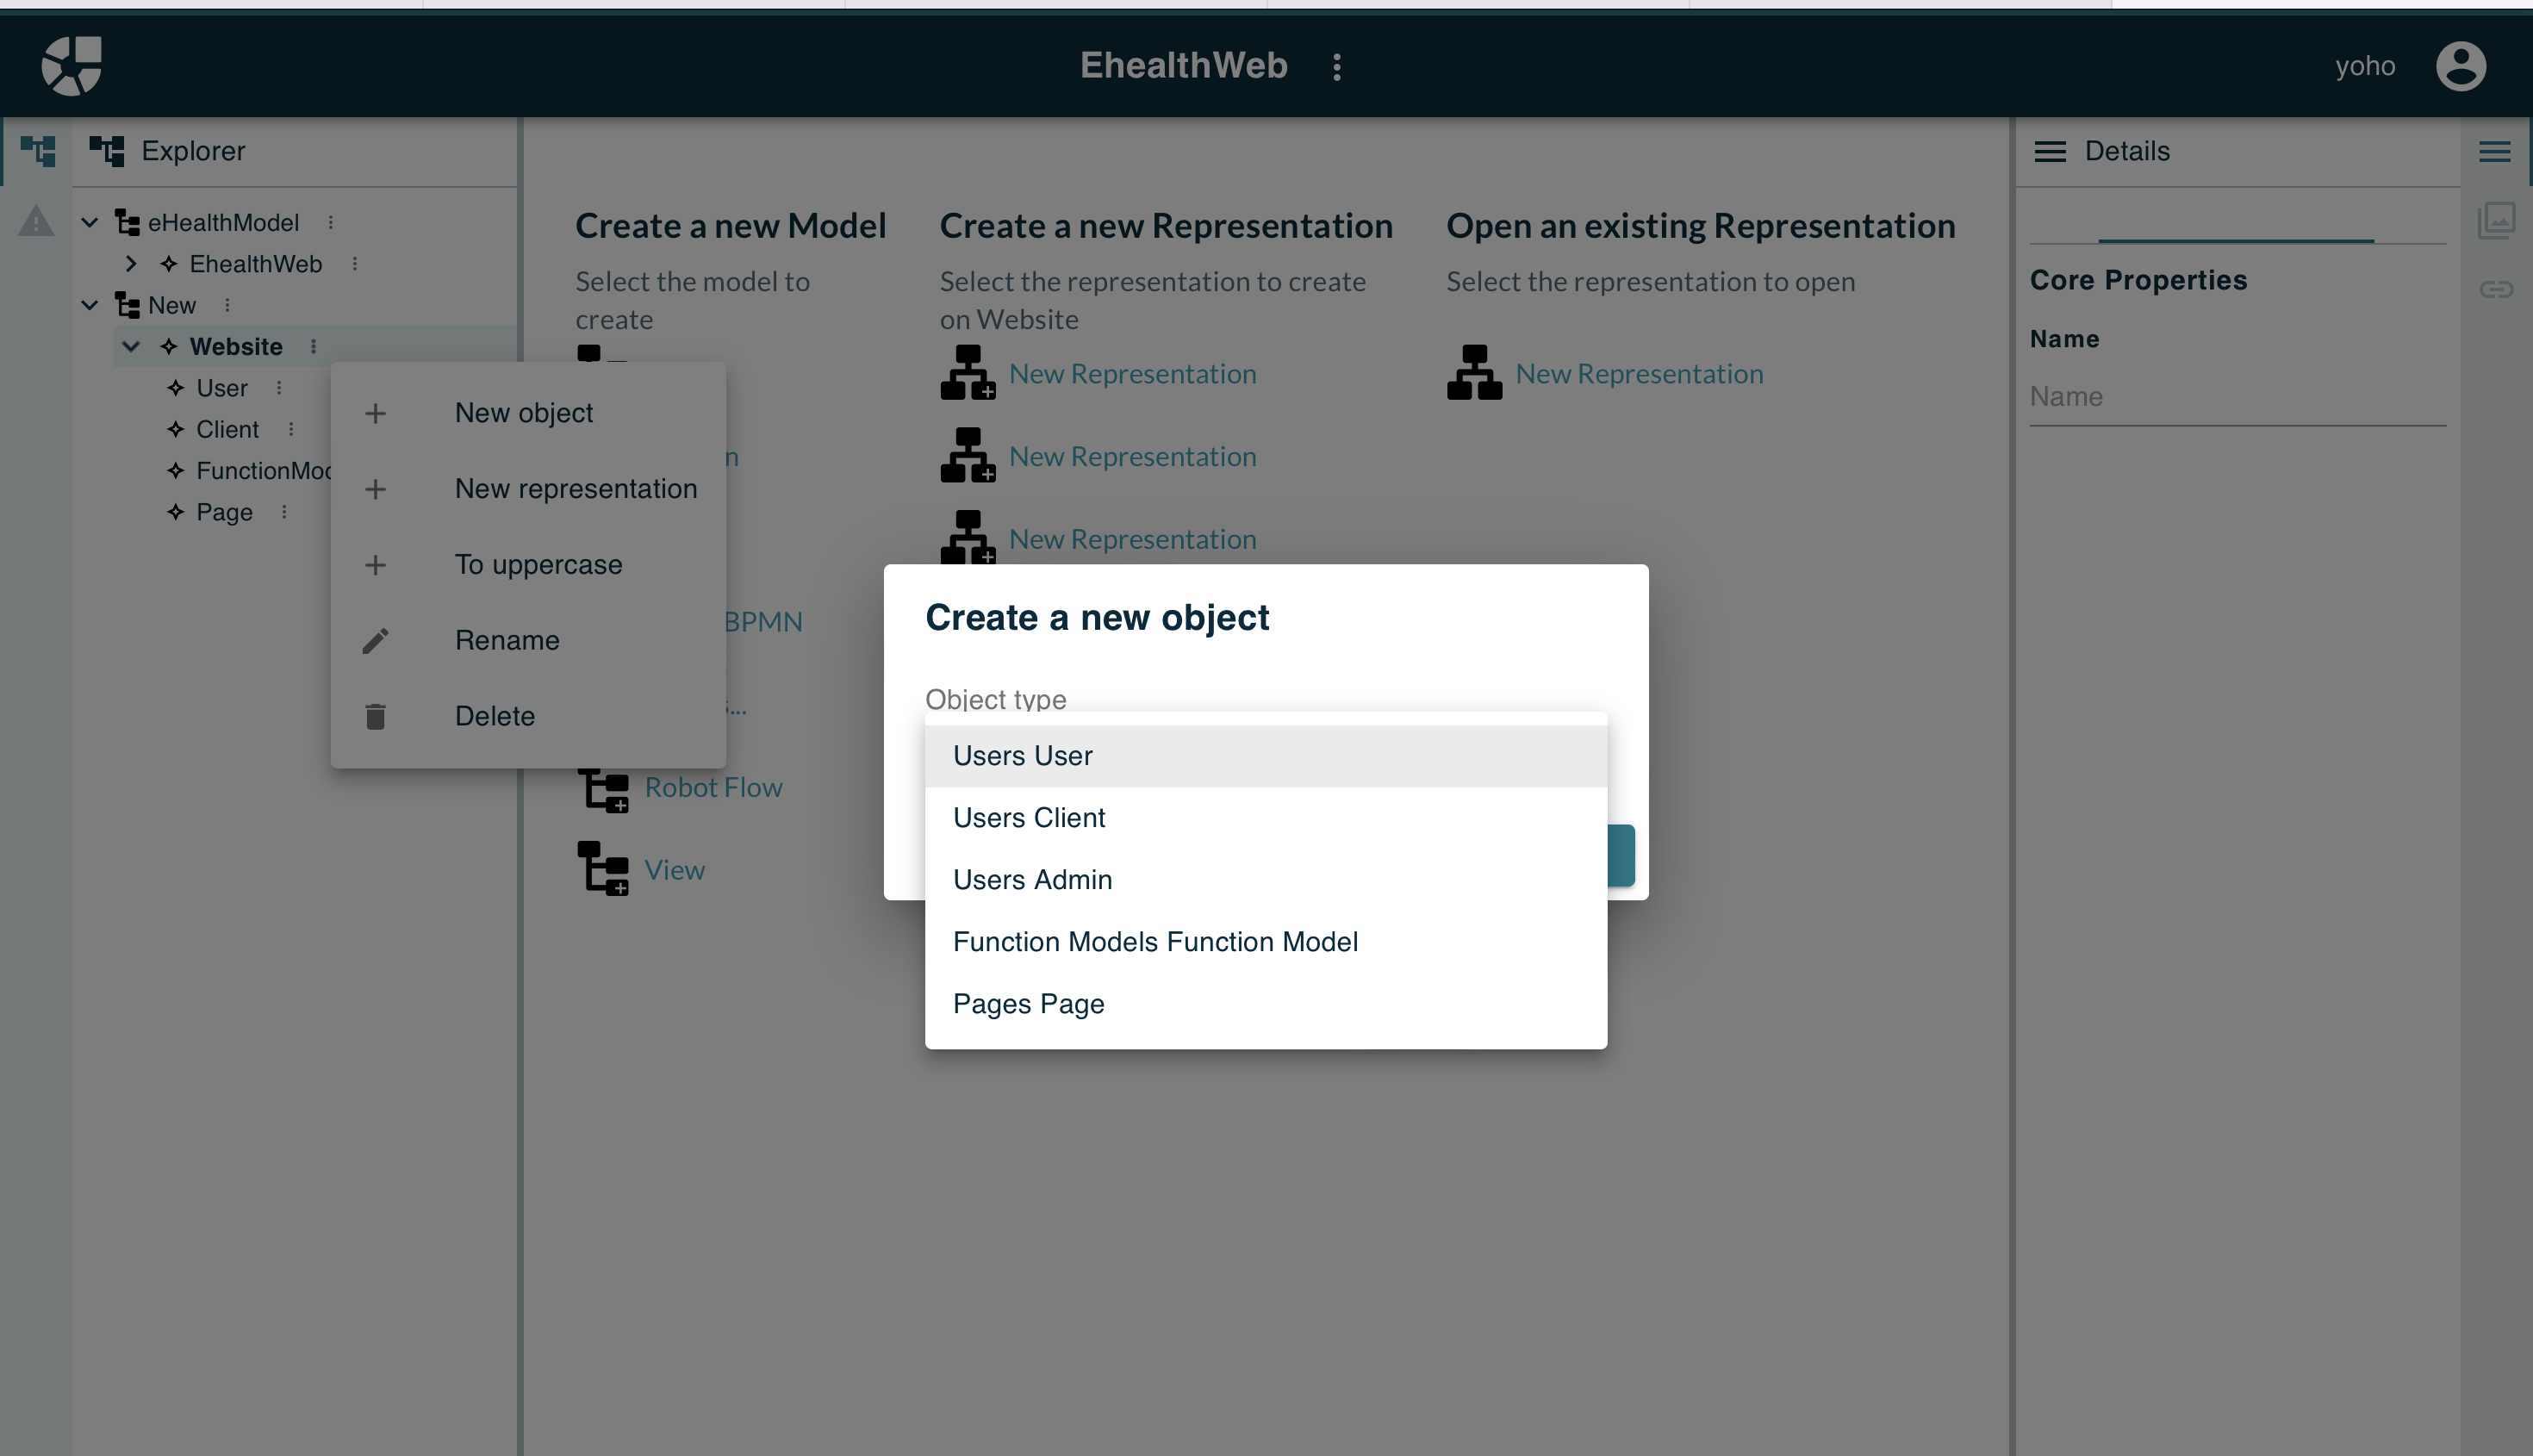 EhealthWeb
yoho
Explorer
eHealthModel
EhealthWeb
New
Website
User
Client
FunctionMod
Page
New object
New representation
To uppercase
Rename
Delete
Create a new Model
Select the model to
create
BPMN
Robot Flow
View
Create a new Representation
Select the representation to create
on Website
New Representation
New Representation
New Representation
Open an existing Representation
Select the representation to open
New Representation
Create a new object
Object type
Users User
Users Client
Users Admin
Function Models Function Model
Pages Page
Details
Core Properties
Name
Name